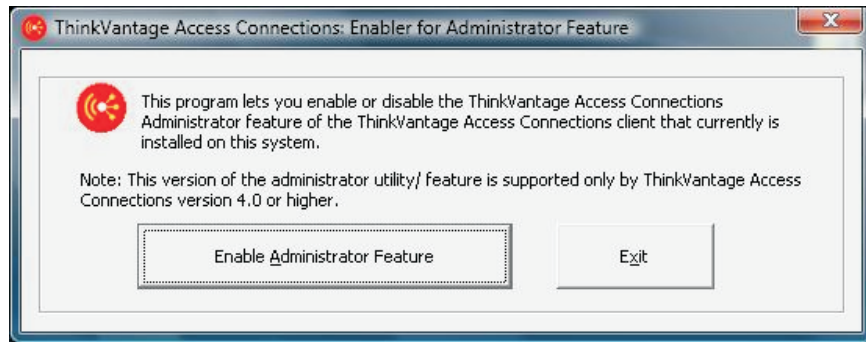 ThinkVantage Access Connections: Enabler for Administrator Feature
This program lets you enable or disable the ThinkVantage Access Connections
Administrator feature of the ThinkVantage Access Connections client that currently is
installed on this system.
Note: This version of the administrator utility/ feature is supported only by ThinkVantage Access
Connections version 4.0 or higher.
Enable Administrator Feature
Exit